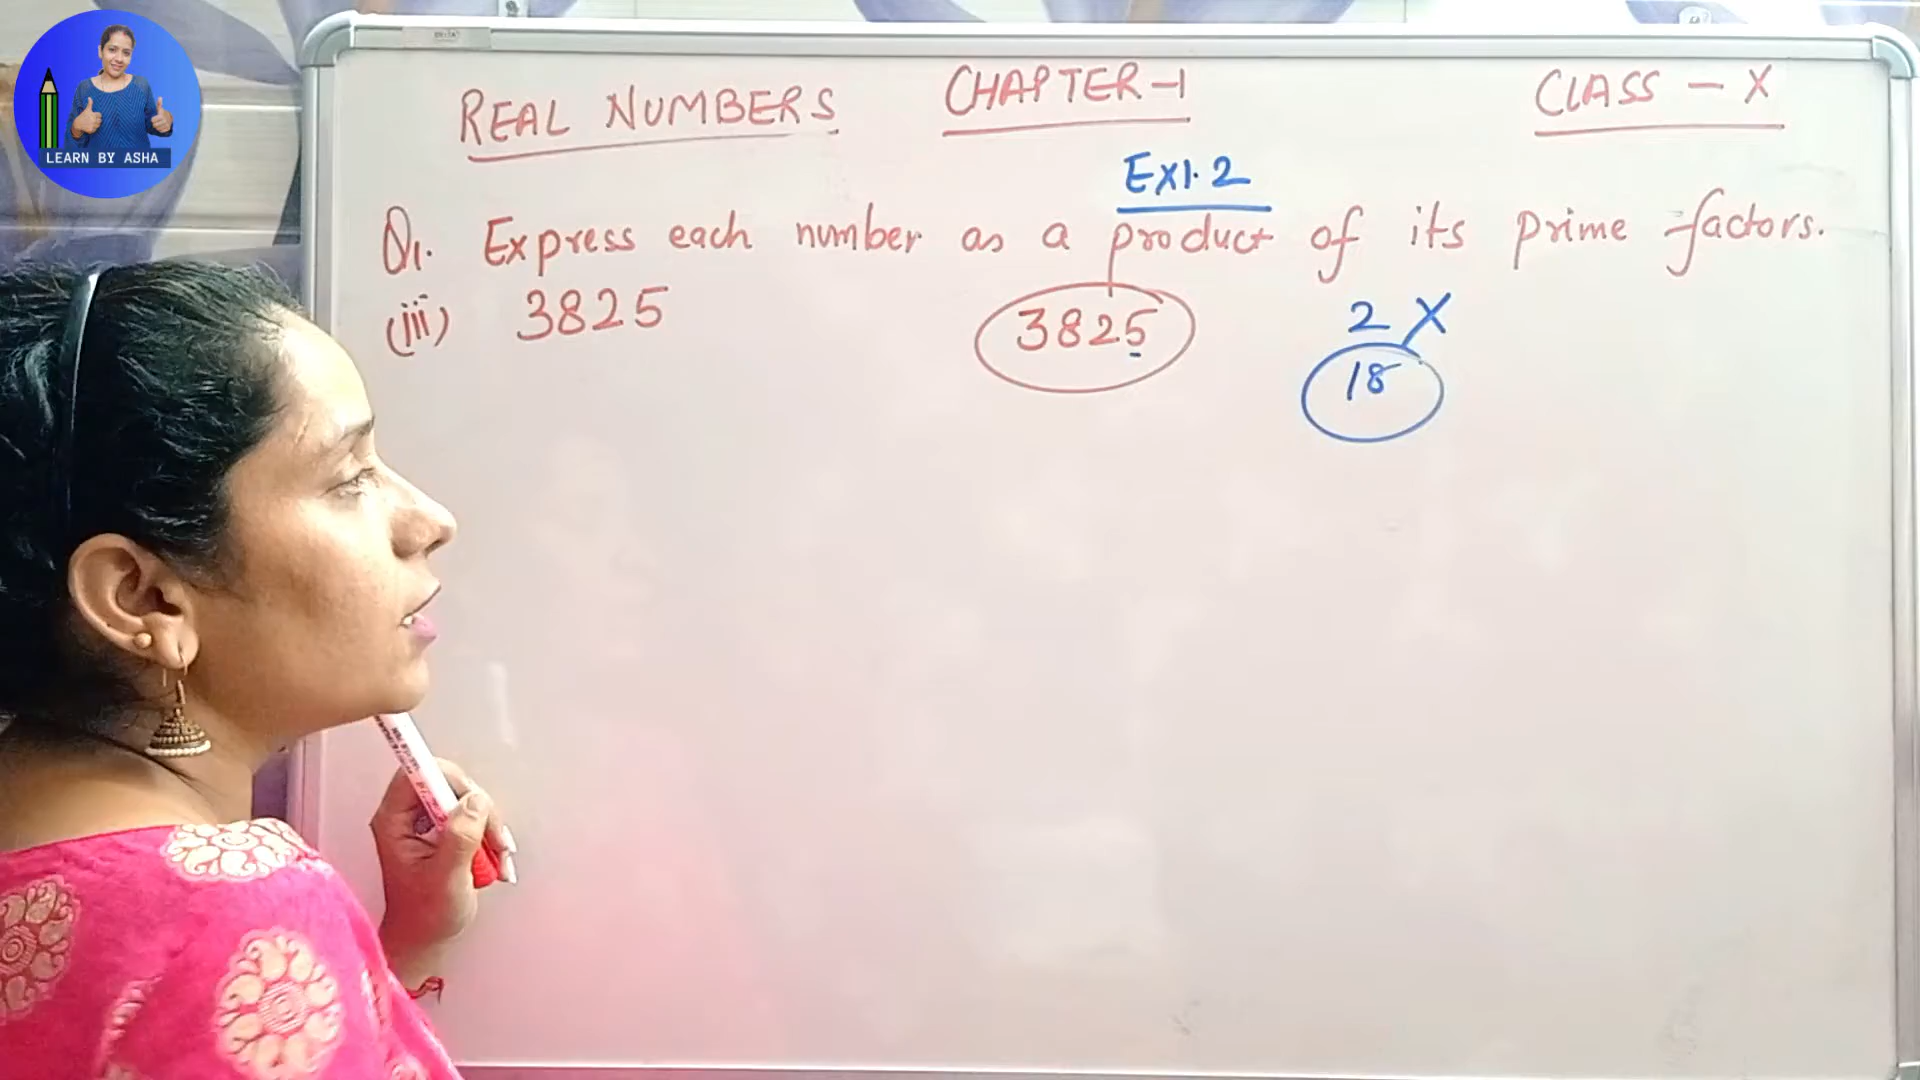 LEARN BY ASHA
REAL NUMBERS CHAPTER-1 CLASS - X
EX1.2
Q1. Express each number as a product of its prime factors.
(iii) 3825 3825 2 X
18